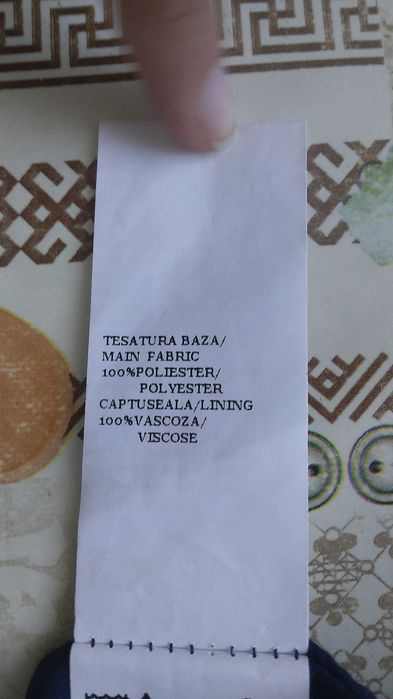 TESATURA BAZA/
MAIN FABRIC
100%POLIESTER/
POLYESTER
CAPTUSEALA/LINING
100%VASCOZA/
VISCOSE